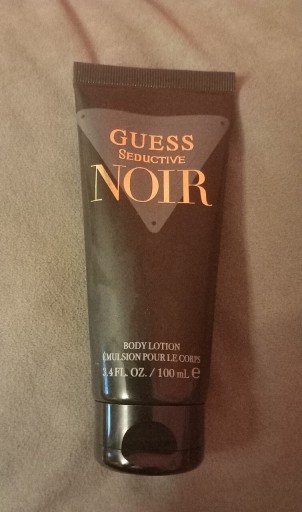 GUESS
SEDUCTIVE
NOIR
BODY LOTION
ÉMULSION POUR LE CORPS
3.4 FL. OZ. / 100 mL ℮